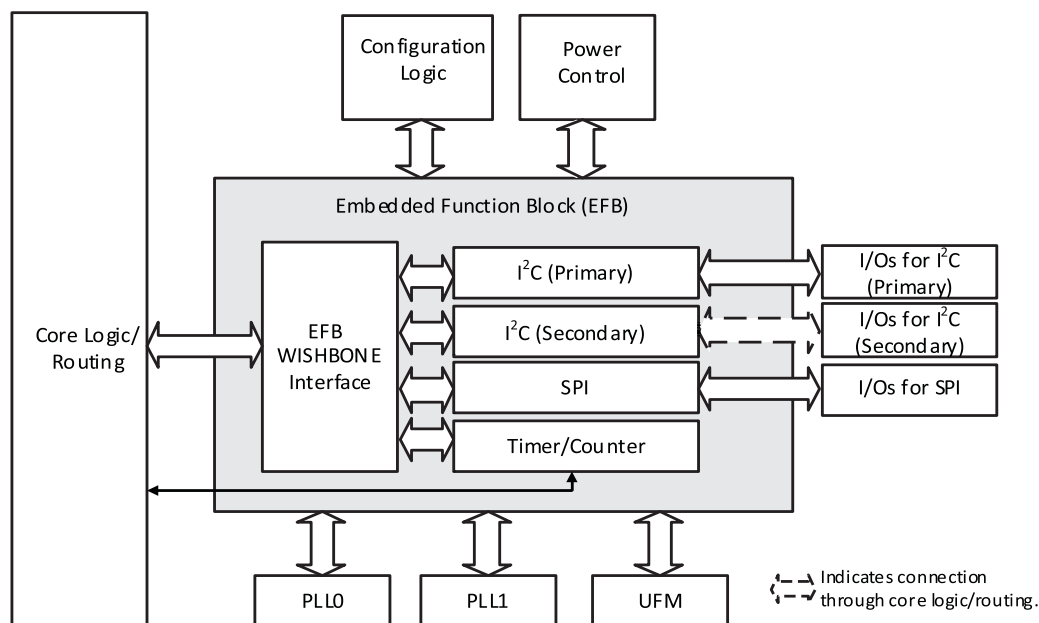 Configuration
Logic
Power
Control
Embedded Function Block (EFB)
Core Logic/
Routing
EFB
WISHBONE
Interface
I²C (Primary)
I²C (Secondary)
SPI
Timer/Counter
I/Os for I²C
(Primary)
I/Os for I²C
(Secondary)
I/Os for SPI
PLL0
PLL1
UFM
Indicates connection
through core logic/routing.